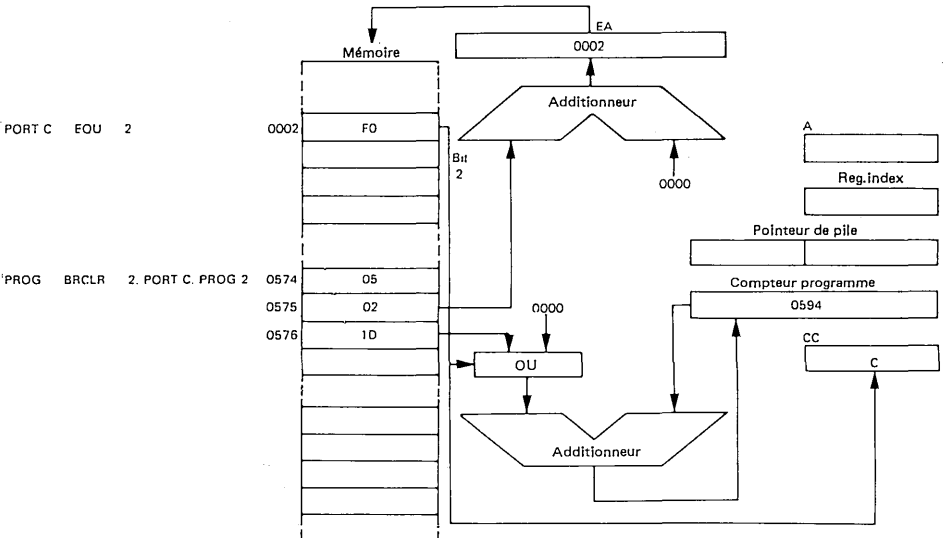 EA
0002
Mémoire
Additionneur
PORT C EQU 2 0002 F0
Bit
2
0000
A
Reg.index
Pointeur de pile
PROG BRCLR 2. PORT C. PROG 2 0574 05
0575 02
0576 1D
0000
Compteur programme
0594
OU
CC
C
Additionneur